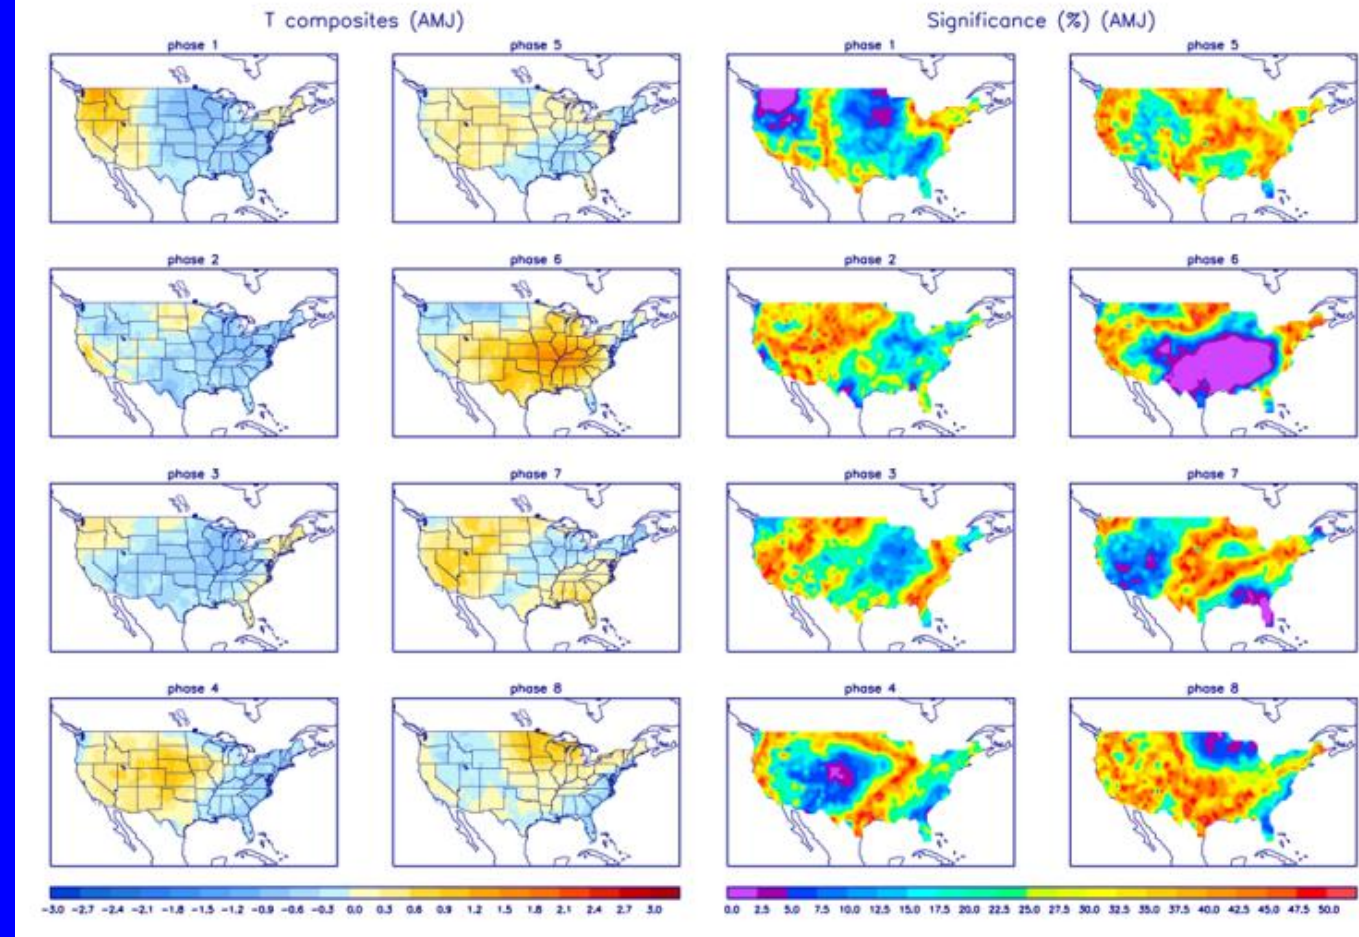 T composites (AMJ)
Significance (%) (AMJ)
phase 1
phase 5
phase 1
phase 5
phase 2
phase 6
phase 2
phase 6
phase 3
phase 7
phase 3
phase 7
phase 4
phase 8
phase 4
phase 8
-3.0 -2.7 -2.4 -2.1 -1.8 -1.5 -1.2 -0.9 -0.6 -0.3 0.0 0.3 0.6 0.9 1.2 1.5 1.8 2.1 2.4 2.7 3.0
0.0 2.5 5.0 7.5 10.0 12.5 15.0 17.5 20.0 22.5 25.0 27.5 30.0 32.5 35.0 37.5 40.0 42.5 45.0 47.5 50.0